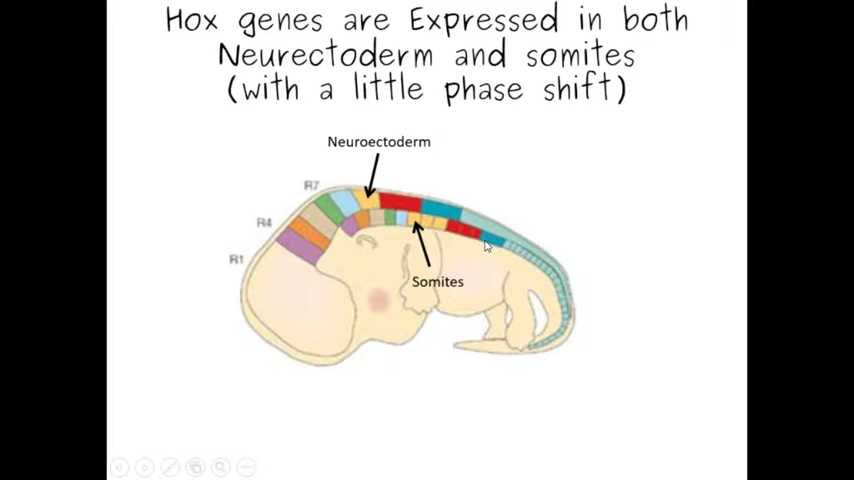 Hox genes are Expressed in both
Neurectoderm and somites
(with a little phase shift)
Neuroectoderm
R7
R4
R1
Somites